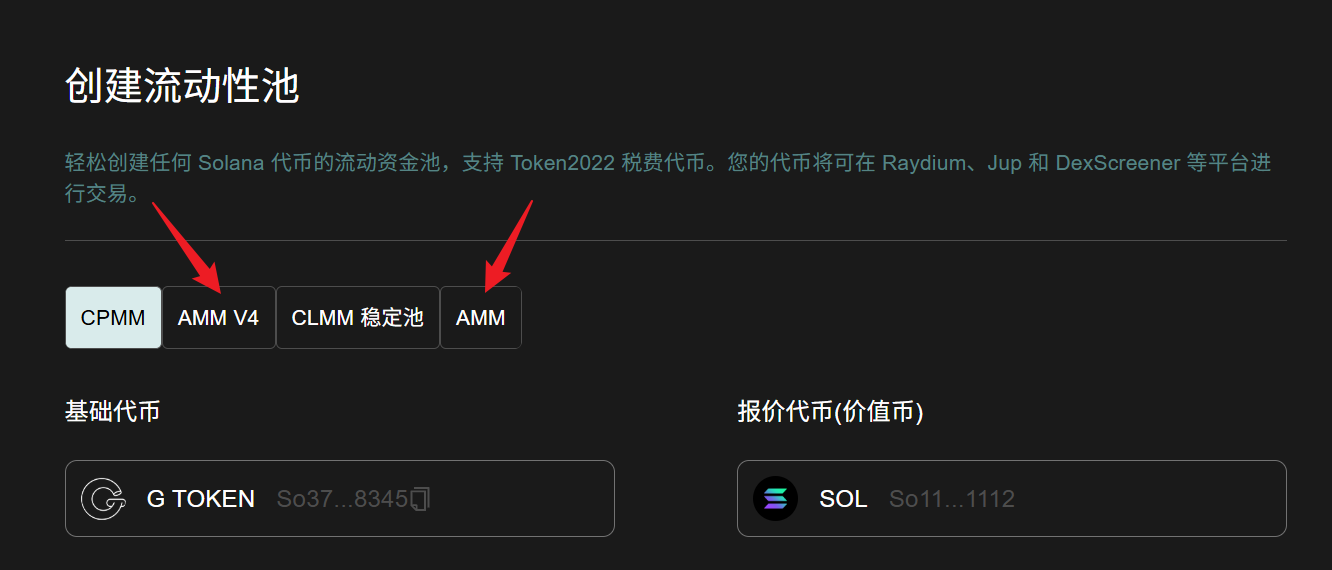 创建流动性池
轻松创建任何 Solana 代币的流动资金池，支持 Token2022 税费代币。您的代币将可在 Raydium、Jup 和 DexScreener 等平台进
行交易。
CPMM AMM V4 CLMM 稳定池 AMM
基础代币 报价代币(价值币)
G TOKEN So37...8345 SOL So11...1112